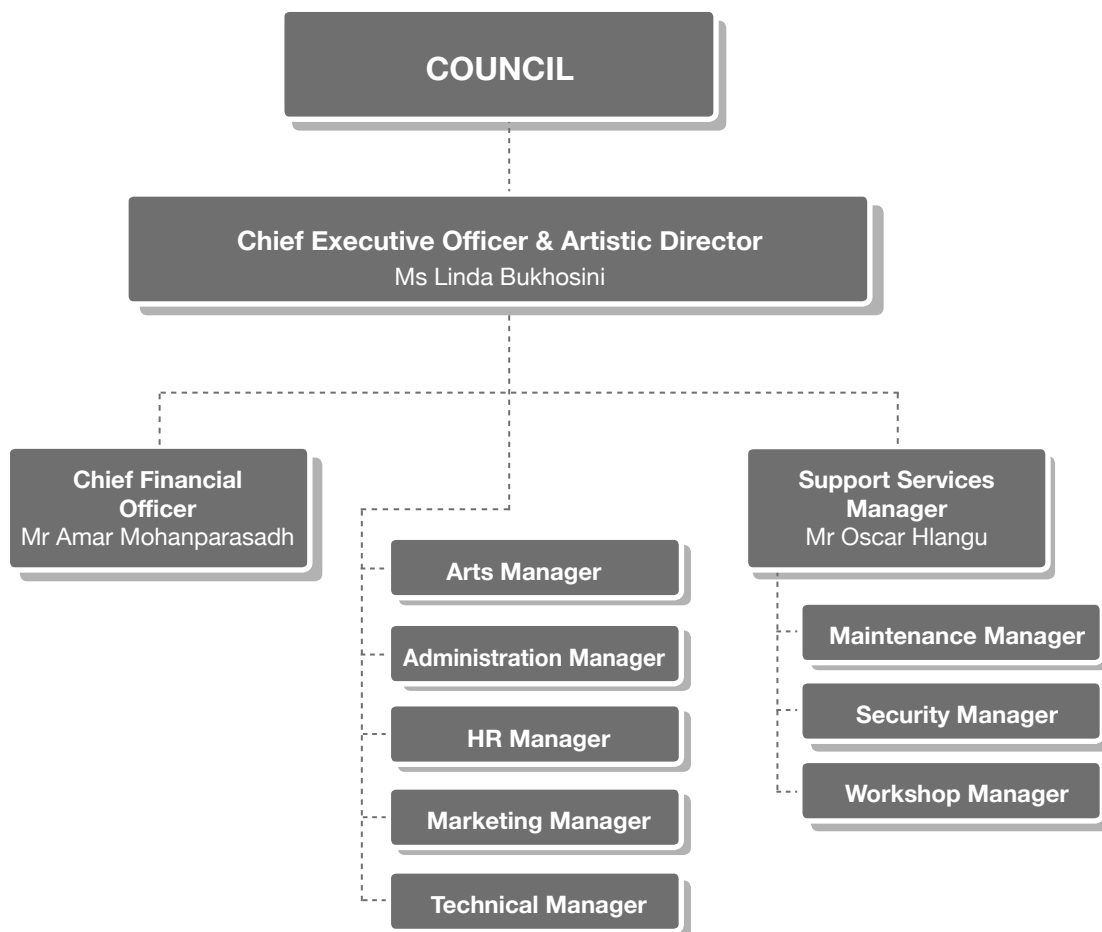 COUNCIL
Chief Executive Officer & Artistic Director
Ms Linda Bukhosini
Chief Financial
Officer
Mr Amar Mohanparasadh
Support Services
Manager
Mr Oscar Hlangu
Arts Manager
Administration Manager
HR Manager
Marketing Manager
Technical Manager
Maintenance Manager
Security Manager
Workshop Manager